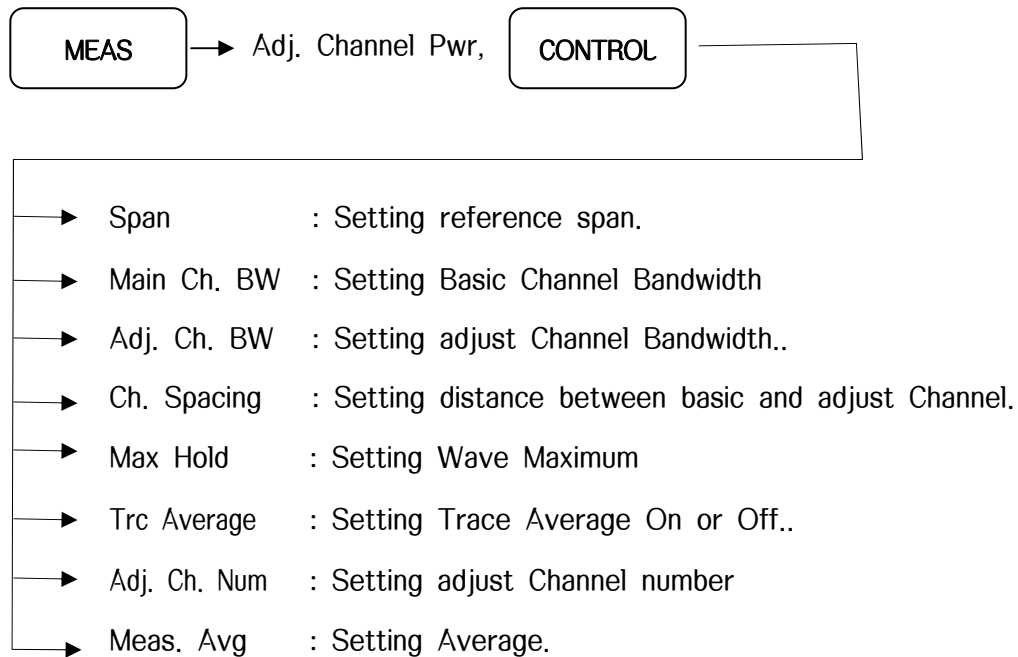 MEAS Adj. Channel Pwr, CONTROL
Span : Setting reference span.
Main Ch. BW : Setting Basic Channel Bandwidth
Adj. Ch. BW : Setting adjust Channel Bandwidth..
Ch. Spacing : Setting distance between basic and adjust Channel.
Max Hold : Setting Wave Maximum
Trc Average : Setting Trace Average On or Off..
Adj. Ch. Num : Setting adjust Channel number
Meas. Avg : Setting Average.